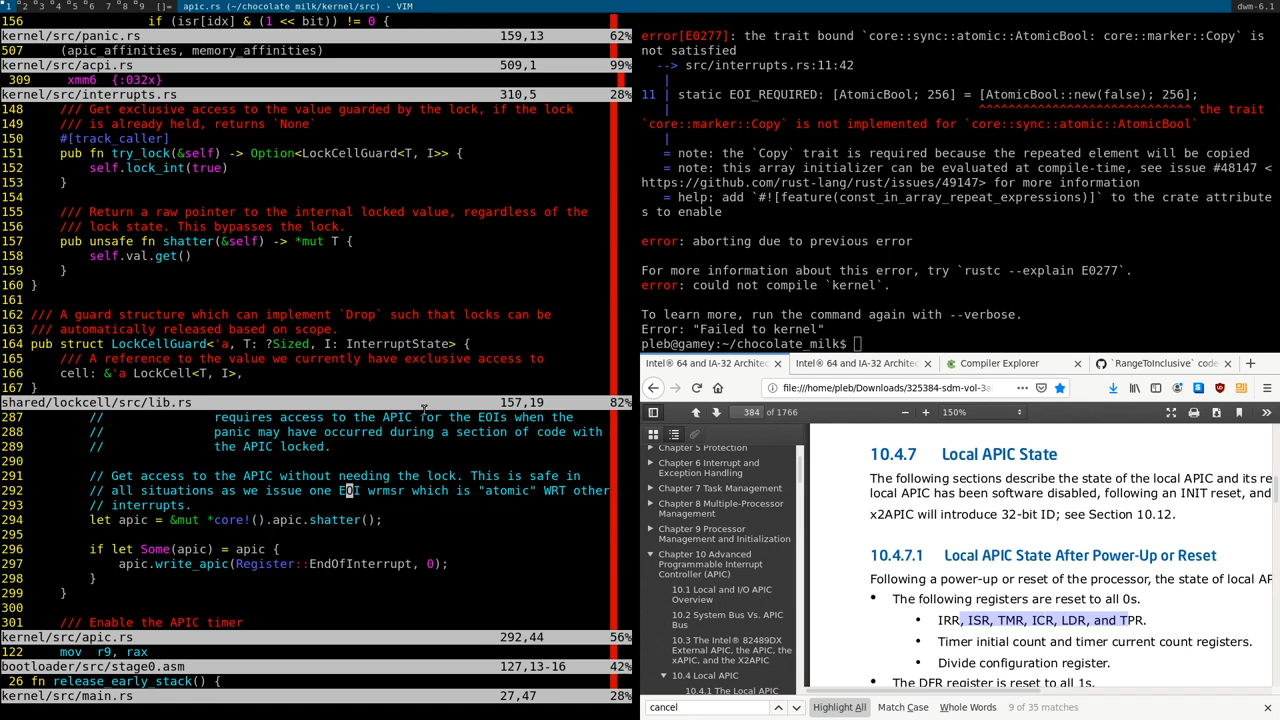 1 2 3 4 5 6 7 8 9 []= apic.rs (~/chocolate_milk/kernel/src) - VIM dwm-6.1
156 if (isr[idx] & (1 << bit)) != 0 {
kernel/src/panic.rs 159,13 62%
507 (apic_affinities, memory_affinities)
kernel/src/acpi.rs 509,1 99%
309 xmm6 {:032x}
kernel/src/interrupts.rs 310,5 28%
148 /// Get exclusive access to the value guarded by the lock, if the lock
149 /// is already held, returns `None`
150 #[track_caller]
151 pub fn try_lock(&self) -> Option<LockCellGuard<T, I>> {
152 self.lock_int(true)
153 }
154
155 /// Return a raw pointer to the internal locked value, regardless of the
156 /// lock state. This bypasses the lock.
157 pub unsafe fn shatter(&self) -> *mut T {
158 self.val.get()
159 }
160 }
161
162 /// A guard structure which can implement `Drop` such that locks can be
163 /// automatically released based on scope.
164 pub struct LockCellGuard<'a, T: ?Sized, I: InterruptState> {
165 /// A reference to the value we currently have exclusive access to
166 cell: &'a LockCell<T, I>,
167 }
shared/lockcell/src/lib.rs 157,19 82%
287 // requires access to the APIC for the EOIs when the
288 // panic may have occurred during a section of code with
289 // the APIC locked.
290
291 // Get access to the APIC without needing the lock. This is safe in
292 // all situations as we issue one EOI wrmsr which is "atomic" WRT other
293 // interrupts.
294 let apic = &mut *core!().apic.shatter();
295
296 if let Some(apic) = apic {
297 apic.write_apic(Register::EndOfInterrupt, 0);
298 }
299 }
300
301 /// Enable the APIC timer
kernel/src/apic.rs 292,44 56%
122 mov r9, rax
bootloader/src/stage0.asm 127,13-16 42%
26 fn release_early_stack() {
kernel/src/main.rs 27,47 28%
error[E0277]: the trait bound `core::sync::atomic::AtomicBool: core::marker::Copy` is
not satisfied
--> src/interrupts.rs:11:42
|
11 | static EOI_REQUIRED: [AtomicBool; 256] = [AtomicBool::new(false); 256];
| ^^^^^^^^^^^^^^^^^^^^^^^^^^^^^ the trait
`core::marker::Copy` is not implemented for `core::sync::atomic::AtomicBool`
|
= note: the `Copy` trait is required because the repeated element will be copied
= note: this array initializer can be evaluated at compile-time, see issue #48147 <
https://github.com/rust-lang/rust/issues/49147> for more information
= help: add `#![feature(const_in_array_repeat_expressions)]` to the crate attribute
s to enable
error: aborting due to previous error
For more information about this error, try `rustc --explain E0277`.
error: could not compile `kernel`.
To learn more, run the command again with --verbose.
Error: "Failed to kernel"
pleb@gamey:~/chocolate_milk$
Intel® 64 and IA-32 Architec Intel® 64 and IA-32 Architec Compiler Explorer `RangeToInclusive` code
file:///home/pleb/Downloads/325384-sdm-vol-3a
384 of 1766 150%
Chapter 5 Protection
Chapter 6 Interrupt and
Exception Handling
Chapter 7 Task Management
Chapter 8 Multiple-Processor
Management
Chapter 9 Processor
Management and Initialization
Chapter 10 Advanced
Programmable Interrupt
Controller (APIC)
10.1 Local and I/O APIC
Overview
10.2 System Bus Vs. APIC
Bus
10.3 The Intel® 82489DX
External APIC, the APIC, the
xAPIC, and the X2APIC
10.4 Local APIC
10.4.1 The Local APIC
10.4.7 Local APIC State
The following sections describe the state of the local APIC and its re
local APIC has been software disabled, following an INIT reset, and
x2APIC will introduce 32-bit ID; see Section 10.12.
10.4.7.1 Local APIC State After Power-Up or Reset
Following a power-up or reset of the processor, the state of local AP
• The following registers are reset to all 0s.
• IRR, ISR, TMR, ICR, LDR, and TPR.
• Timer initial count and timer current count registers.
• Divide configuration register.
• The DFR register is reset to all 1s.
cancel Highlight All Match Case Whole Words 9 of 35 matches